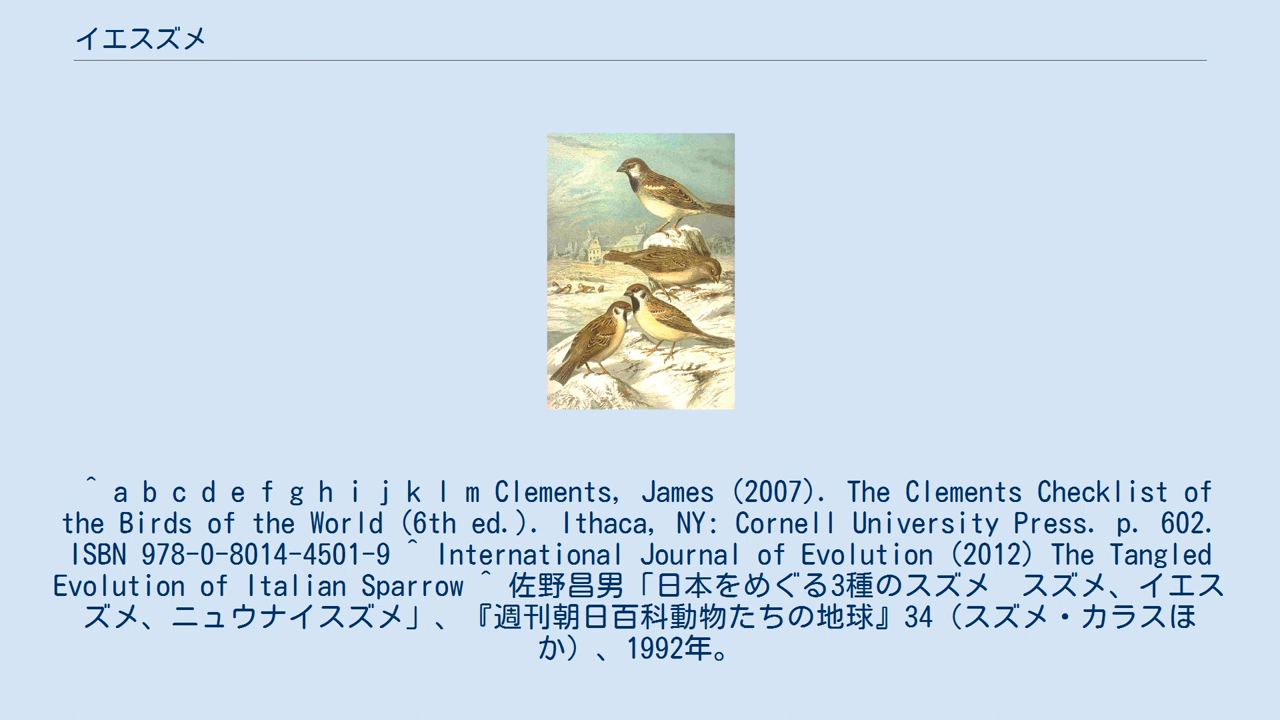 イエスズメ
^ a b c d e f g h i j k l m Clements, James (2007). The Clements Checklist of
the Birds of the World (6th ed.). Ithaca, NY: Cornell University Press. p. 602.
ISBN 978-0-8014-4501-9 ^ International Journal of Evolution (2012) The Tangled
Evolution of Italian Sparrow ^ 佐野昌男「日本をめぐる3種のスズメ　スズメ、イエス
ズメ、ニュウナイスズメ」、『週刊朝日百科動物たちの地球』34（スズメ・カラスほ
か）、1992年。